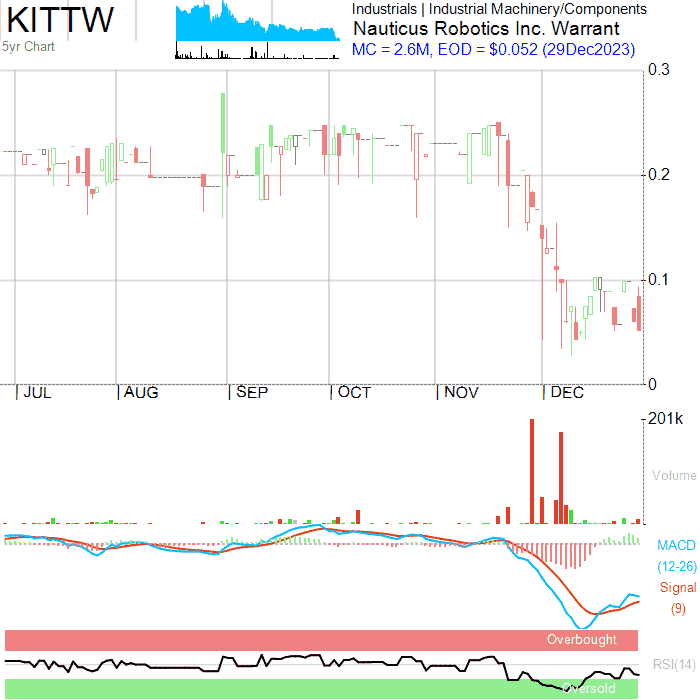 KITTW
5yr Chart
Industrials | Industrial Machinery/Components
Nauticus Robotics Inc. Warrant
MC = 2.6M, EOD = $0.052 (29Dec2023)
0.3
0.2
0.1
0
JUL AUG SEP OCT NOV DEC
201k
Volume
MACD
(12-26)
Signal
(9)
Overbought
RSI(14)
Oversold